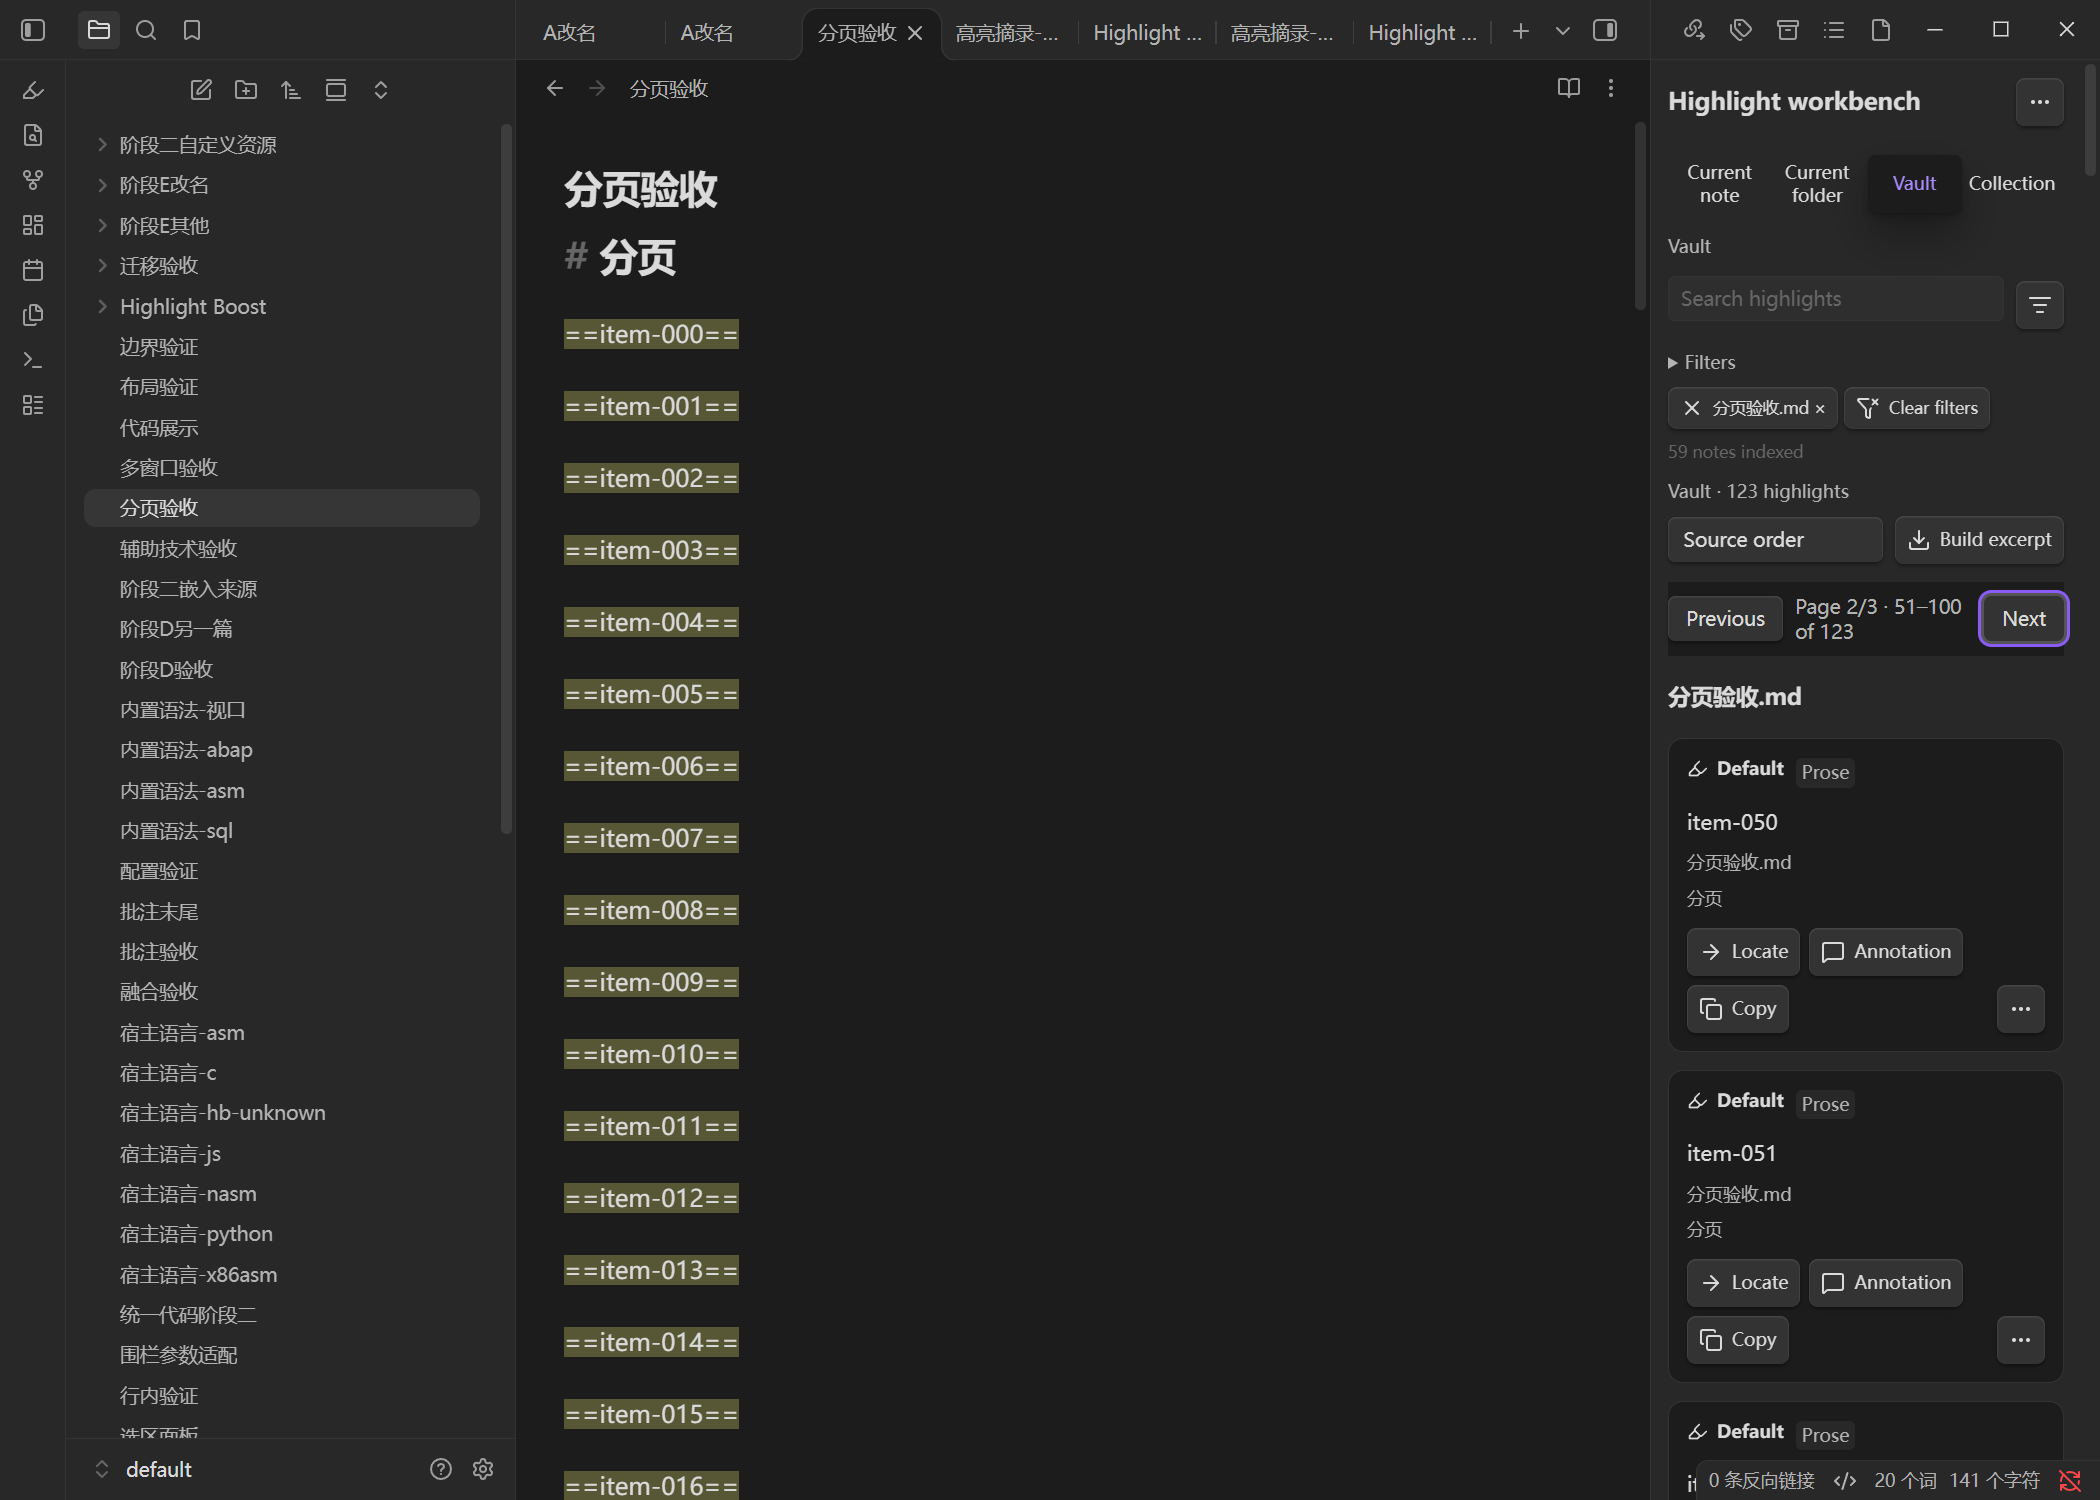 A改名
A改名
分页验收
高亮摘录-...
Highlight ...
高亮摘录-...
Highlight ...
阶段二自定义资源
阶段E改名
阶段E其他
迁移验收
Highlight Boost
边界验证
布局验证
代码展示
多窗口验收
分页验收
辅助技术验收
阶段二嵌入来源
阶段D另一篇
阶段D验收
内置语法-视口
内置语法-abap
内置语法-asm
内置语法-sql
配置验证
批注末尾
批注验收
融合验收
宿主语言-asm
宿主语言-c
宿主语言-hb-unknown
宿主语言-js
宿主语言-nasm
宿主语言-python
宿主语言-x86asm
统一代码阶段二
围栏参数适配
行内验证
选区面板
default
分页验收
分页验收
# 分页
==item-000==
==item-001==
==item-002==
==item-003==
==item-004==
==item-005==
==item-006==
==item-007==
==item-008==
==item-009==
==item-010==
==item-011==
==item-012==
==item-013==
==item-014==
==item-015==
==item-016==
Highlight workbench
Current note
Current folder
Vault
Collection
Vault
Search highlights
Filters
分页验收.md ×
Clear filters
59 notes indexed
Vault · 123 highlights
Source order
Build excerpt
Previous
Page 2/3 · 51–100
of 123
Next
分页验收.md
Default Prose
item-050
分页验收.md
分页
Locate
Annotation
Copy
Default Prose
item-051
分页验收.md
分页
Locate
Annotation
Copy
Default Prose
0 条反向链接
20 个词
141 个字符